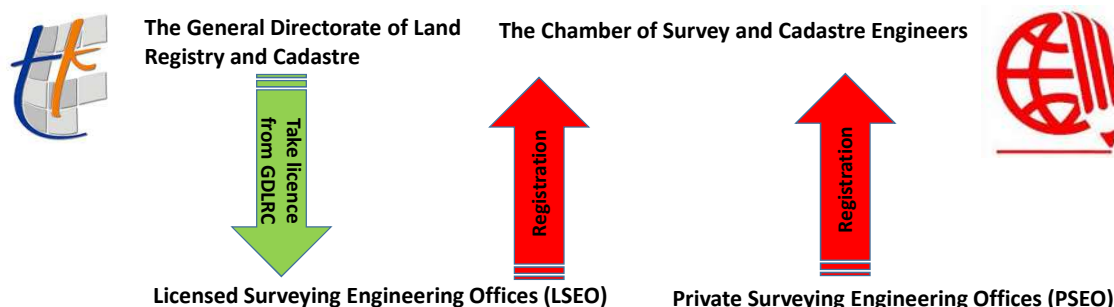 The General Directorate of Land
Registry and Cadastre
The Chamber of Survey and Cadastre Engineers
Take licence
from GDLRC
Registration
Registration
Licensed Surveying Engineering Offices (LSEO)
Private Surveying Engineering Offices (PSEO)